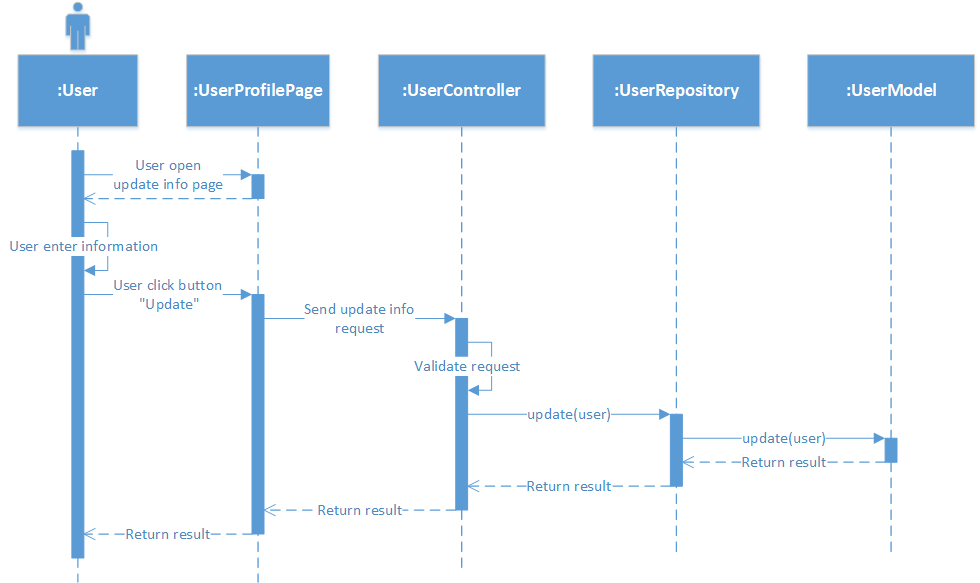 :User
:UserProfilePage
:UserController
:UserRepository
:UserModel
User open
update info page
User enter information
User click button
"Update"
Send update info
request
Validate request
update(user)
update(user)
Return result
Return result
Return result
Return result